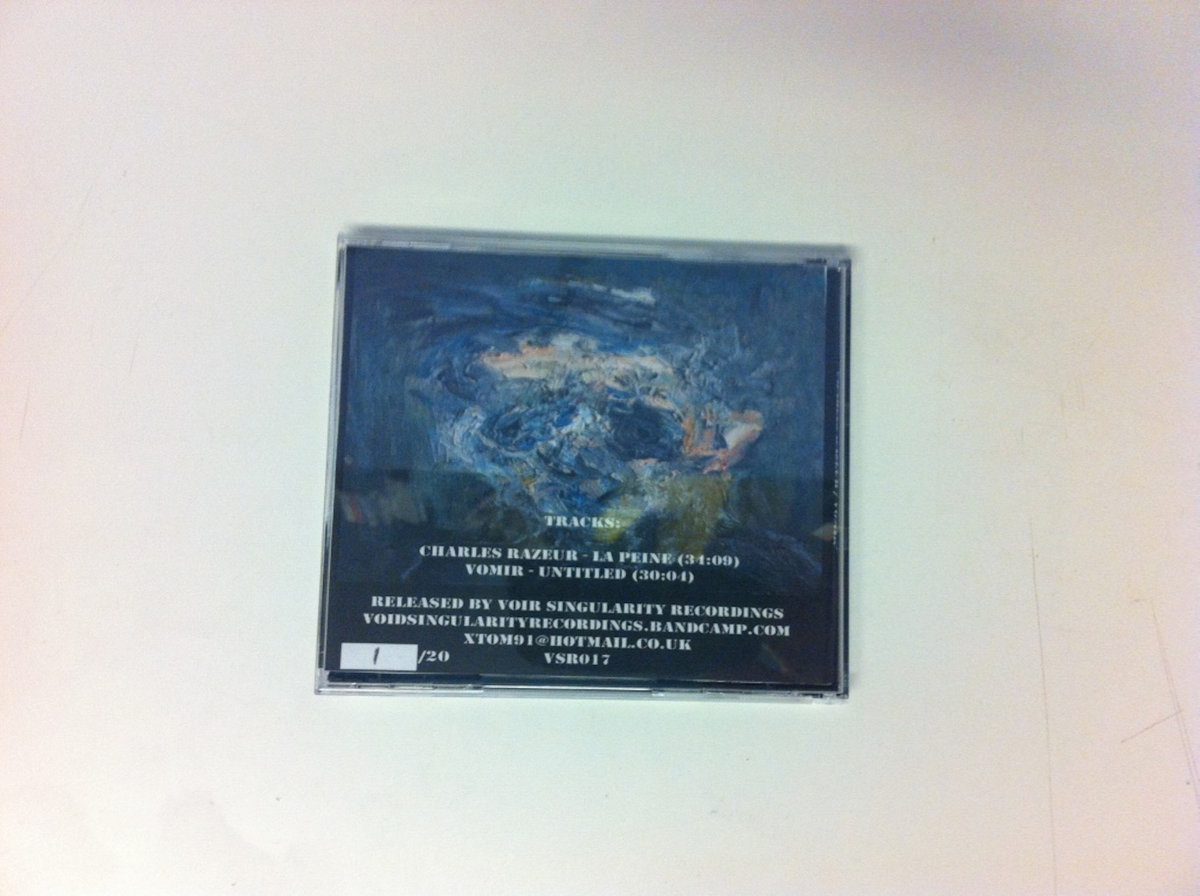 TRACKS:
CHARLES RAZEUR - LA PEINE (34:09)
VOMIR - UNTITLED (30:04)
RELEASED BY VOIR SINGULARITY RECORDINGS
VOIDSINGULARITYRECORDINGS.BANDCAMP.COM
XTOM91@HOTMAIL.CO.UK
1/20
VSR017